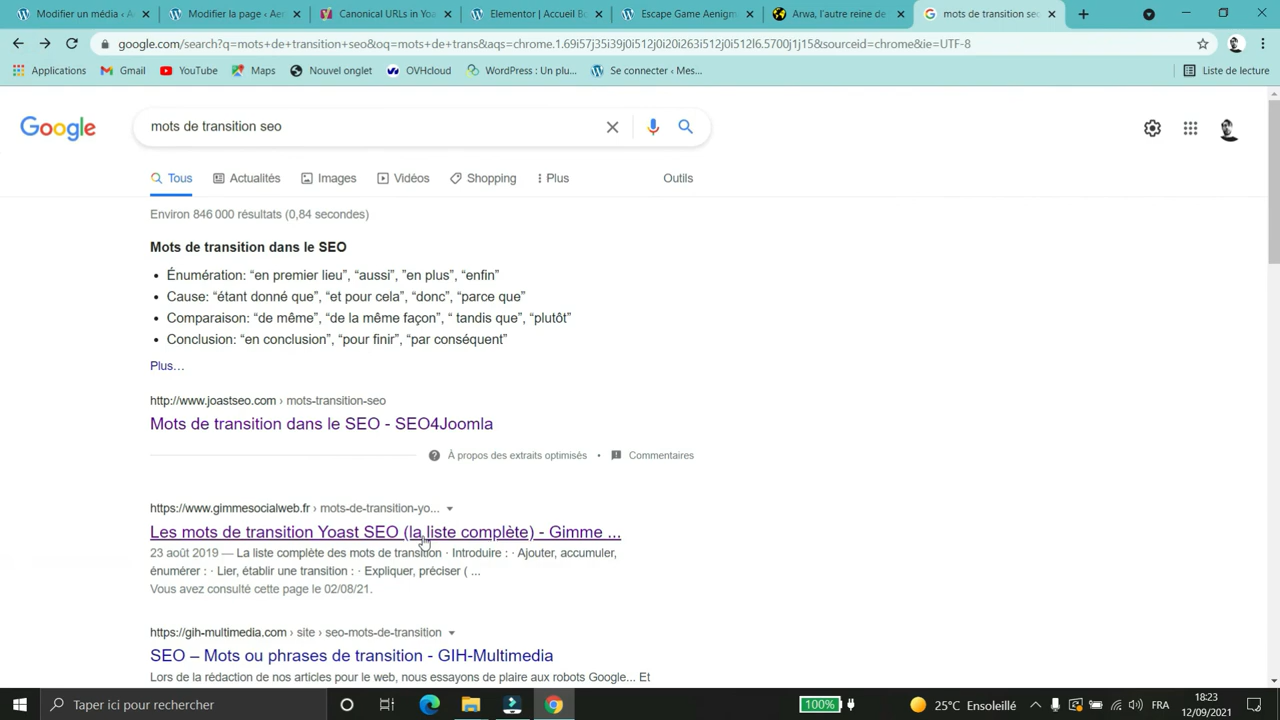 Modifier un média ‹ A
Modifier la page ‹ Aen
Canonical URLs in Yoa
Elementor | Accueil Bo
Escape Game Aenigm
Arwa, l'autre reine de
mots de transition seo
google.com/search?q=mots+de+transition+seo&oq=mots+de+trans&aqs=chrome.1.69i57j35i39j0i512j0i20i263i512j0i512l6.5700j1j15&sourceid=chrome&ie=UTF-8
Applications
Gmail
YouTube
Maps
Nouvel onglet
OVHcloud
WordPress : Un plu...
Se connecter ‹ Mes...
Liste de lecture
Google
mots de transition seo
Tous
Actualités
Images
Vidéos
Shopping
Plus
Outils
Environ 846 000 résultats (0,84 secondes)
Mots de transition dans le SEO
• Énumération: “en premier lieu”, “aussi”, ”en plus”, “enfin”
• Cause: “étant donné que”, “et pour cela”, “donc”, “parce que”
• Comparaison: “de même”, “de la même façon”, “ tandis que”, “plutôt”
• Conclusion: “en conclusion”, “pour finir”, “par conséquent”
Plus…
http://www.joastseo.com › mots-transition-seo
Mots de transition dans le SEO - SEO4Joomla
À propos des extraits optimisés • Commentaires
https://www.gimmesocialweb.fr › mots-de-transition-yo...
Les mots de transition Yoast SEO (la liste complète) - Gimme ...
23 août 2019 — La liste complète des mots de transition · Introduire : · Ajouter, accumuler,
énumérer : · Lier, établir une transition : · Expliquer, préciser ( ...
Vous avez consulté cette page le 02/08/21.
https://gih-multimedia.com › site › seo-mots-de-transition
SEO – Mots ou phrases de transition - GIH-Multimedia
Lors de la rédaction de nos articles pour le web, nous essayons de plaire aux robots Google... Et
Taper ici pour rechercher
100%
25°C Ensoleillé
FRA
18:23
12/09/2021